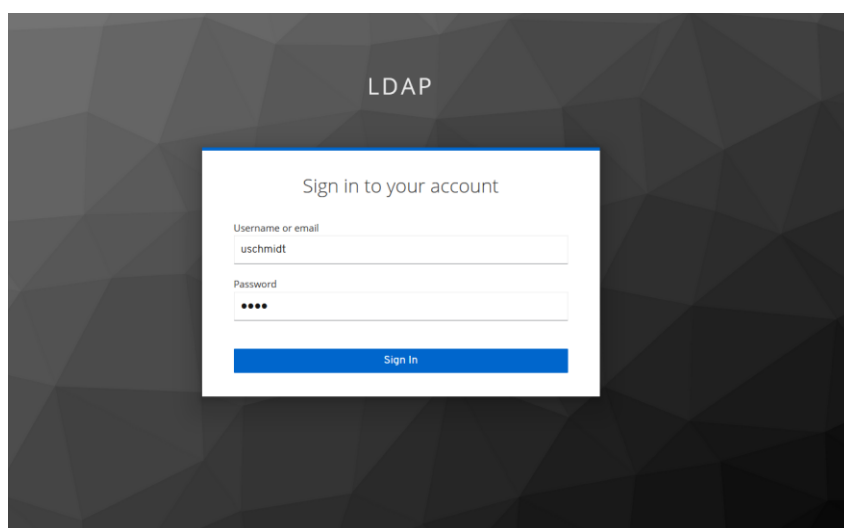 LDAP
Sign in to your account
Username or email
uschmidt
Password
••••
Sign In